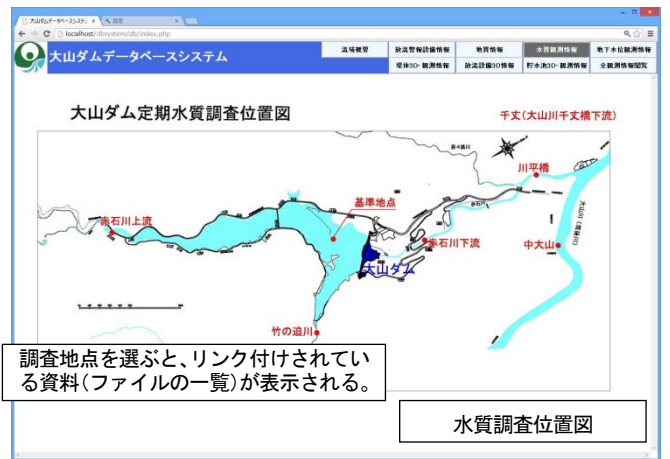 大山ダムデータベースシステム
localhost/dbsystem/db/index.php
大山ダムデータベースシステム
流域概要
放流警報設備情報
地質情報
水質観測情報
地下水位観測情報
堤体3D・観測情報
放流設備3D情報
貯水池3D・観測情報
全観測情報閲覧
大山ダム定期水質調査位置図
千丈(大山川千丈橋下流)
川平橋
基準地点
赤石川上流
赤石川下流
中大山
大山ダム
竹の迫川
調査地点を選ぶと、リンク付けされてい
る資料(ファイルの一覧)が表示される。
水質調査位置図